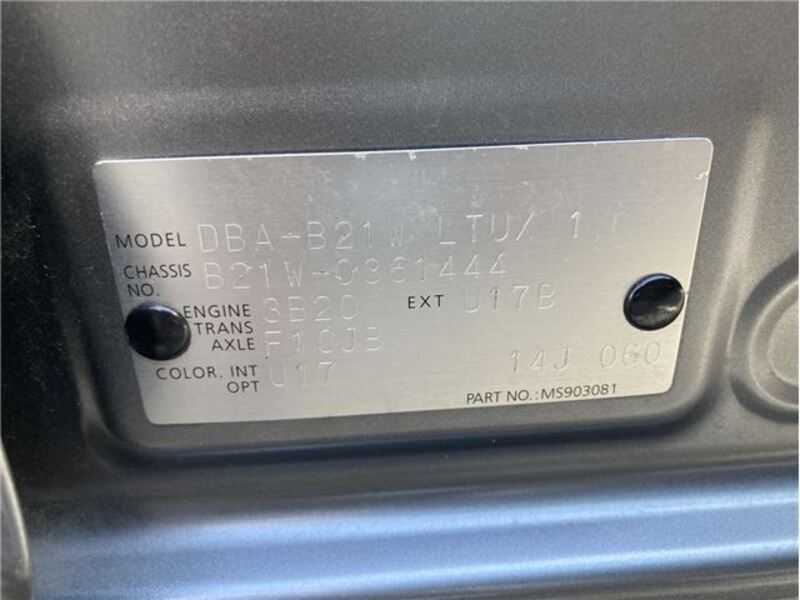 MODEL DBA-B21W LTUX 1
CHASSIS NO. B21W-0361444
ENGINE 3B20 EXT U17B
TRANS AXLE F1CJB
COLOR. INT OPT U17 14J 060
PART NO.: MS903081